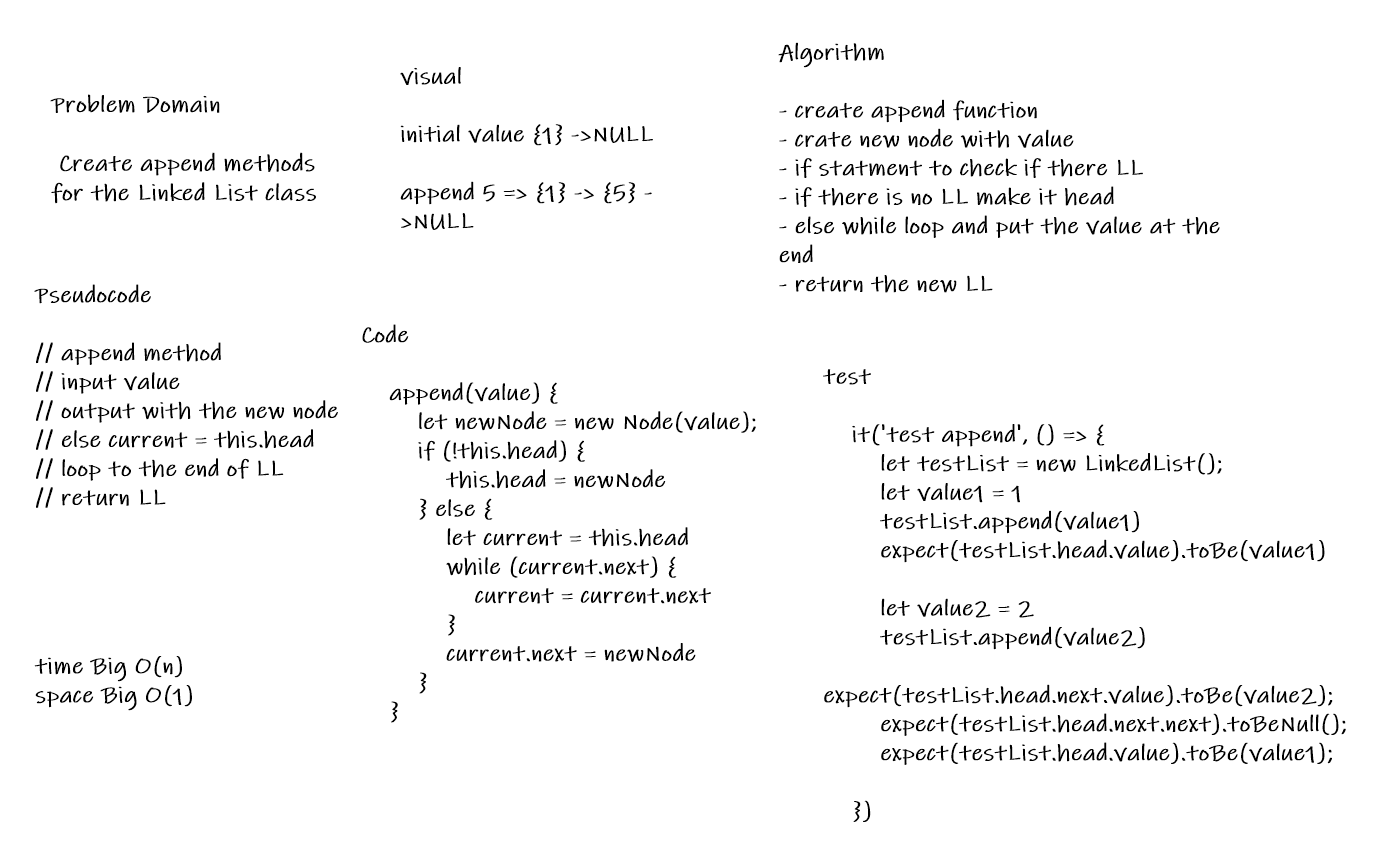 Problem Domain
Create append methods
for the Linked List class
visual
initial value {1} ->NULL
append 5 => {1} -> {5} -
>NULL
Algorithm
- create append function
- crate new node with value
- if statment to check if there LL
- if there is no LL make it head
- else while loop and put the value at the
end
- return the new LL
Pseudocode
// append method
// input value
// output with the new node
// else current = this.head
// loop to the end of LL
// return LL
time Big O(n)
space Big O(1)
Code
append(value) {
let newNode = new Node(value);
if (!this.head) {
this.head = newNode
} else {
let current = this.head
while (current.next) {
current = current.next
}
current.next = newNode
}
}
test
it('test append', () => {
let testList = new LinkedList();
let value1 = 1
testList.append(value1)
expect(testList.head.value).toBe(value1)
let value2 = 2
testList.append(value2)
expect(testList.head.next.value).toBe(value2);
expect(testList.head.next.next).toBeNull();
expect(testList.head.value).toBe(value1);
})